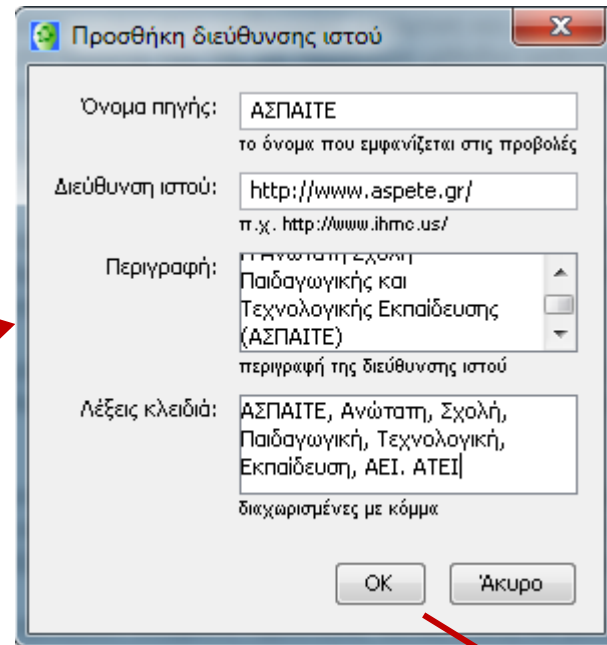 Προσθήκη διεύθυνσης ιστού
Όνομα πηγής: ΑΣΠΑΙΤΕ
το όνομα που εμφανίζεται στις προβολές
Διεύθυνση ιστού: http://www.aspete.gr/
π.χ. http://www.ihmc.us/
Περιγραφή: Η Ανώτατη Σχολή
Παιδαγωγικής και
Τεχνολογικής Εκπαίδευσης
(ΑΣΠΑΙΤΕ)
περιγραφή της διεύθυνσης ιστού
Λέξεις κλειδιά: ΑΣΠΑΙΤΕ, Ανώτατη, Σχολή,
Παιδαγωγική, Τεχνολογική,
Εκπαίδευση, ΑΕΙ. ΑΤΕΙ
διαχωρισμένες με κόμμα
OK Άκυρο